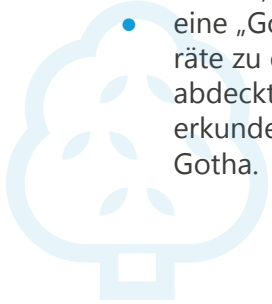 eine „Go
räte zu
abdeckt
erkunde
Gotha.